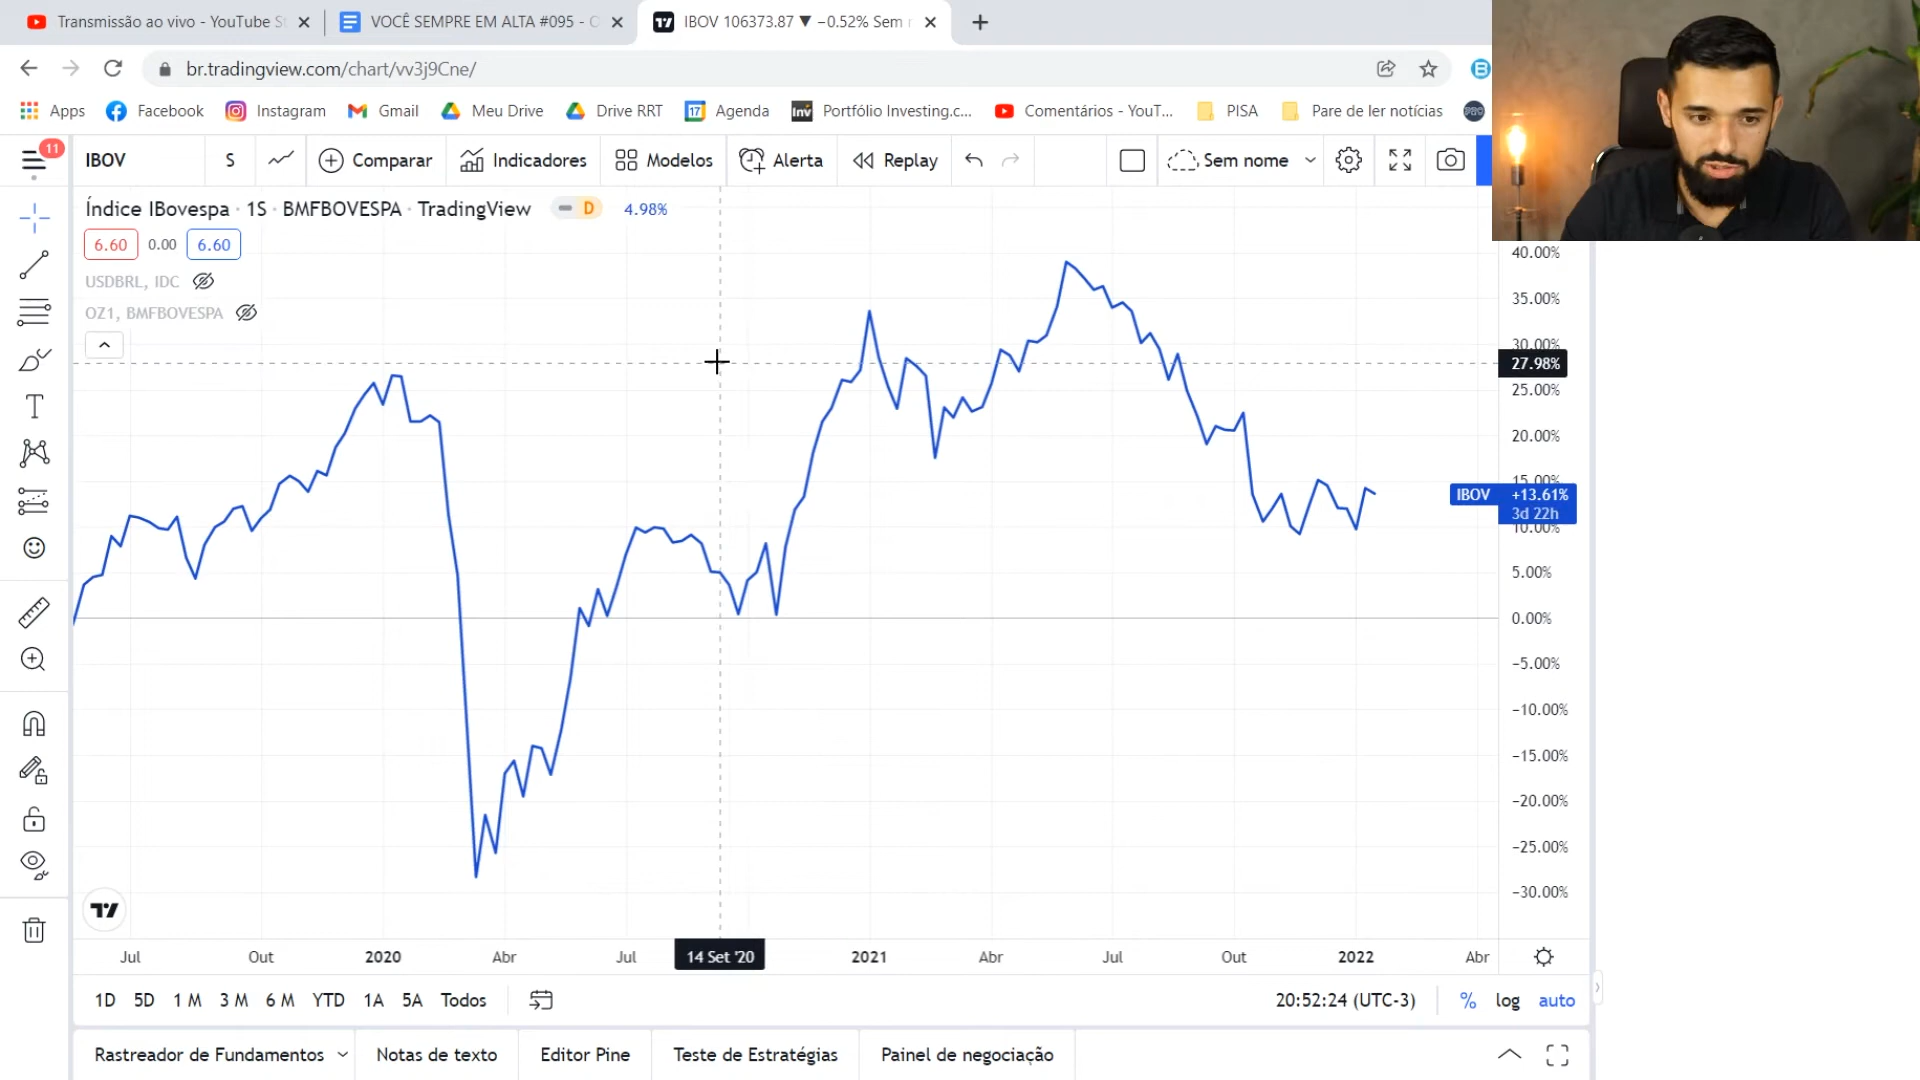 Transmissão ao vivo - YouTube S
VOCÊ SEMPRE EM ALTA #095 -
IBOV 106373.87 ▼ −0.52% Sem
br.tradingview.com/chart/vv3j9Cne/
Apps
Facebook
Instagram
Gmail
Meu Drive
Drive RRT
17
Agenda
Inv
Portfólio Investing.c...
Comentários - YouT...
PISA
Pare de ler notícias
11
IBOV
S
Comparar
Indicadores
Modelos
Alerta
Replay
Sem nome
Índice IBovespa · 1S · BMFBOVESPA · TradingView
D
4.98%
6.60
0.00
6.60
USDBRL, IDC
OZ1, BMFBOVESPA
40.00%
35.00%
30.00%
27.98%
25.00%
20.00%
15.00%
IBOV
+13.61%
3d 22h
10.00%
5.00%
0.00%
−5.00%
−10.00%
−15.00%
−20.00%
−25.00%
−30.00%
Jul
Out
2020
Abr
Jul
14 Set '20
2021
Abr
Jul
Out
2022
Abr
1D
5D
1 M
3 M
6 M
YTD
1A
5A
Todos
20:52:24 (UTC-3)
%
log
auto
Rastreador de Fundamentos
Notas de texto
Editor Pine
Teste de Estratégias
Painel de negociação